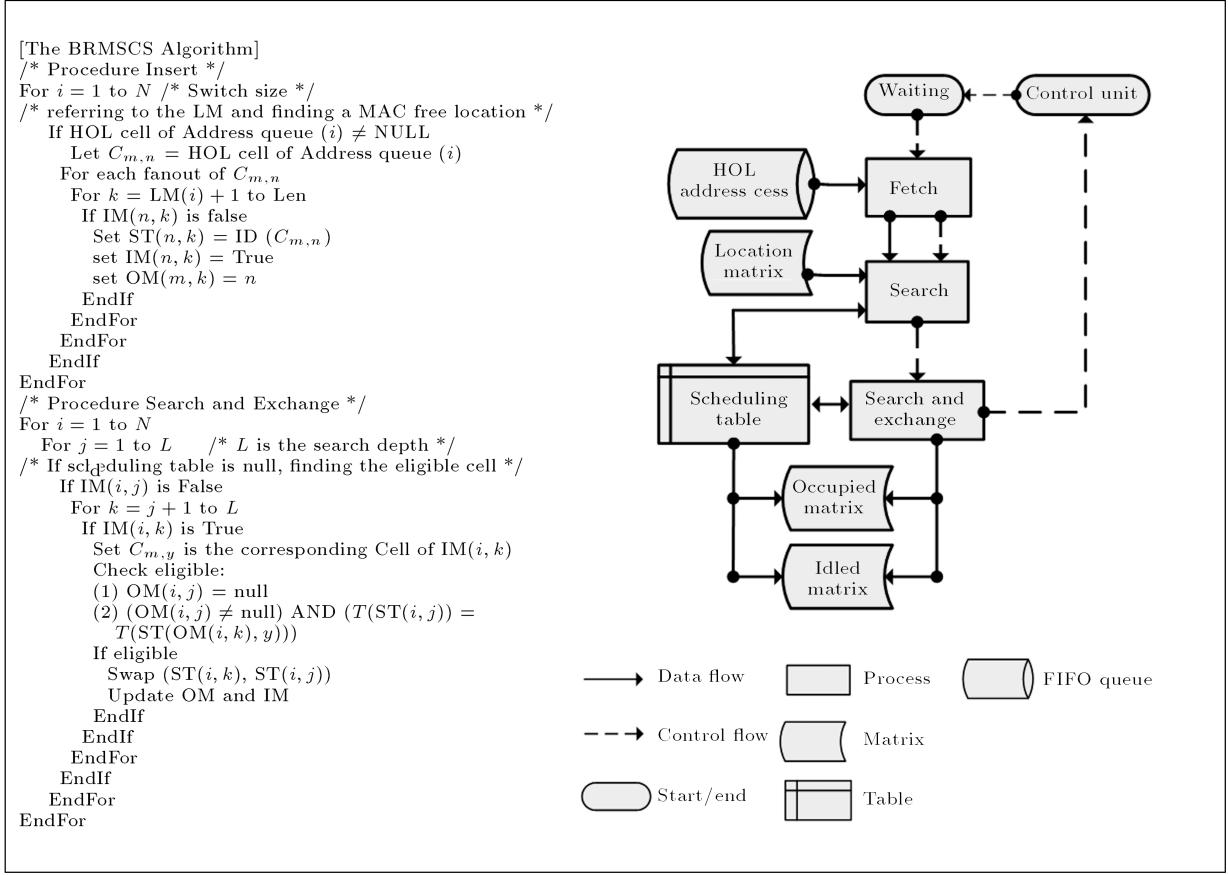 [The BRMSCS Algorithm]
/* Procedure Insert */
For i = 1 to N /* Switch size */
/* referring to the LM and finding a MAC free location */
If HOL cell of Address queue (i) ≠ NULL
Let C_{m,n} = HOL cell of Address queue (i)
For each fanout of C_{m,n}
For k = LM(i) + 1 to Len
If IM(n, k) is false
Set ST(n, k) = ID (C_{m,n})
set IM(n, k) = True
set OM(m, k) = n
EndIf
EndFor
EndFor
EndIf
EndFor
/* Procedure Search and Exchange */
For i = 1 to N
For j = 1 to L /* L is the search depth */
/* If scheduling table is null, finding the eligible cell */
If IM(i, j) is False
For k = j + 1 to L
If IM(i, k) is True
Set C_{m,y} is the corresponding Cell of IM(i, k)
Check eligible:
(1) OM(i, j) = null
(2) (OM(i, j) ≠ null) AND (T(ST(i, j)) =
T(ST(OM(i, k), y)))
If eligible
Swap (ST(i, k), ST(i, j))
Update OM and IM
EndIf
EndIf
EndFor
EndIf
EndFor
EndFor
Waiting
Control unit
HOL
address cess
Fetch
Location
matrix
Search
Scheduling
table
Search and
exchange
Occupied
matrix
Idled
matrix
Data flow
Process
FIFO queue
Control flow
Matrix
Start/end
Table